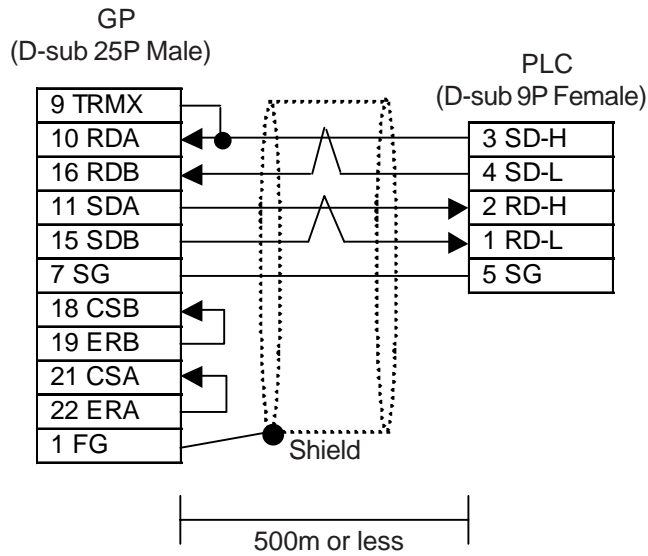 GP
(D-sub 25P Male)
PLC
(D-sub 9P Female)
9 TRMX
10 RDA
16 RDB
11 SDA
15 SDB
7 SG
18 CSB
19 ERB
21 CSA
22 ERA
1 FG
3 SD-H
4 SD-L
2 RD-H
1 RD-L
5 SG
Shield
500m or less